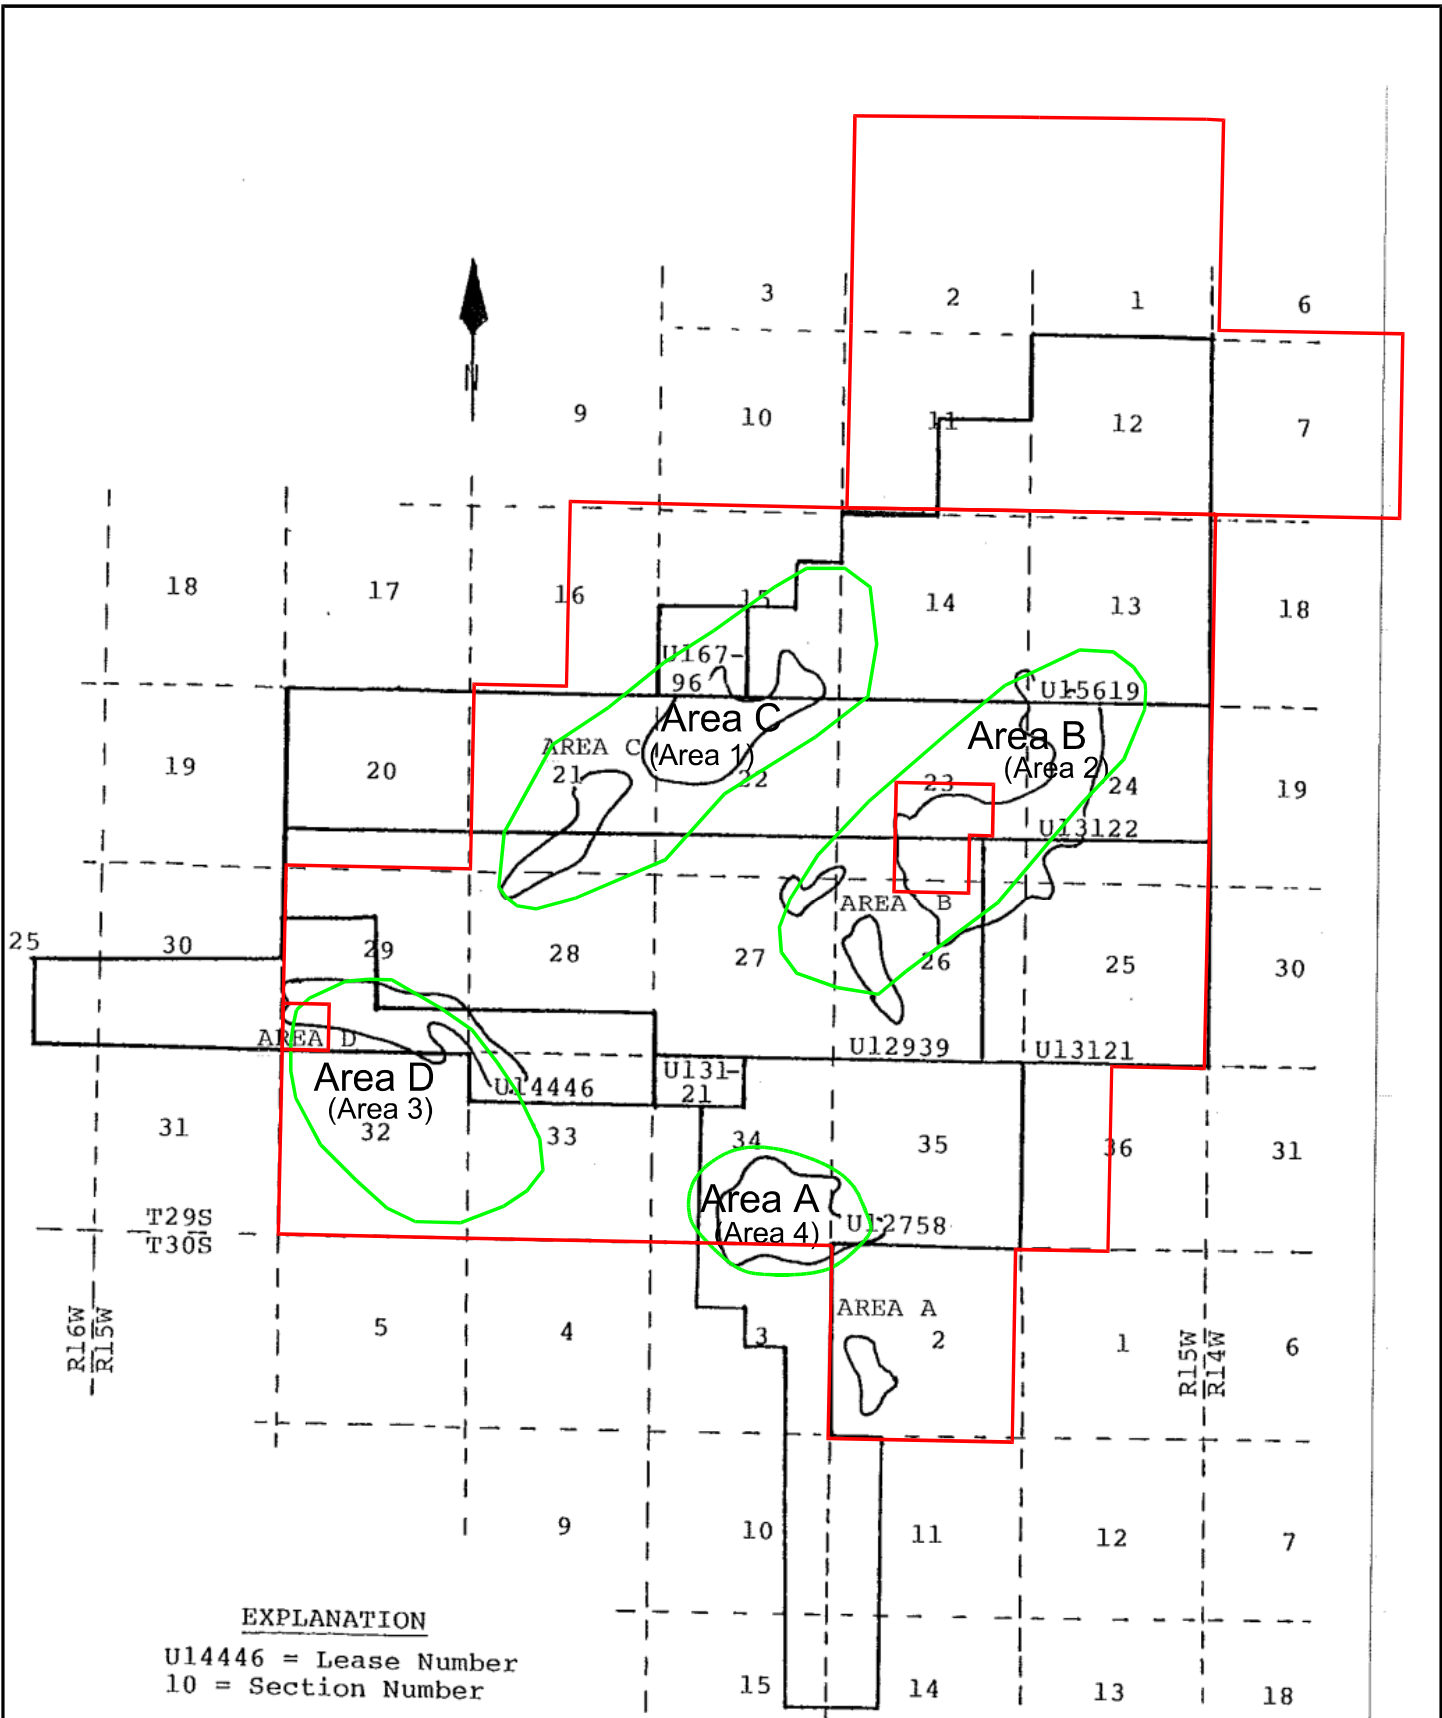 3 2 1 6
N
9 10 11 12 7
18 17 16 15 14 13 18
U167-
96
U15619
Area C
AREA C
(Area 1)
Area B
(Area 2)
19 20 21 22 23 24 19
U13122
AREA B
25 30 29 28 27 26 25 30
AREA D
U12939 U13121
Area D
(Area 3)
U14446
U131-
21
31 32 33 34 35 36 31
Area A
(Area 4)
U12758
T29S
T30S
AREA A
R16W
R15W
5 4 3 2 1 6
R15W
R14W
9 10 11 12 7
EXPLANATION
U14446 = Lease Number
10 = Section Number
15 14 13 18